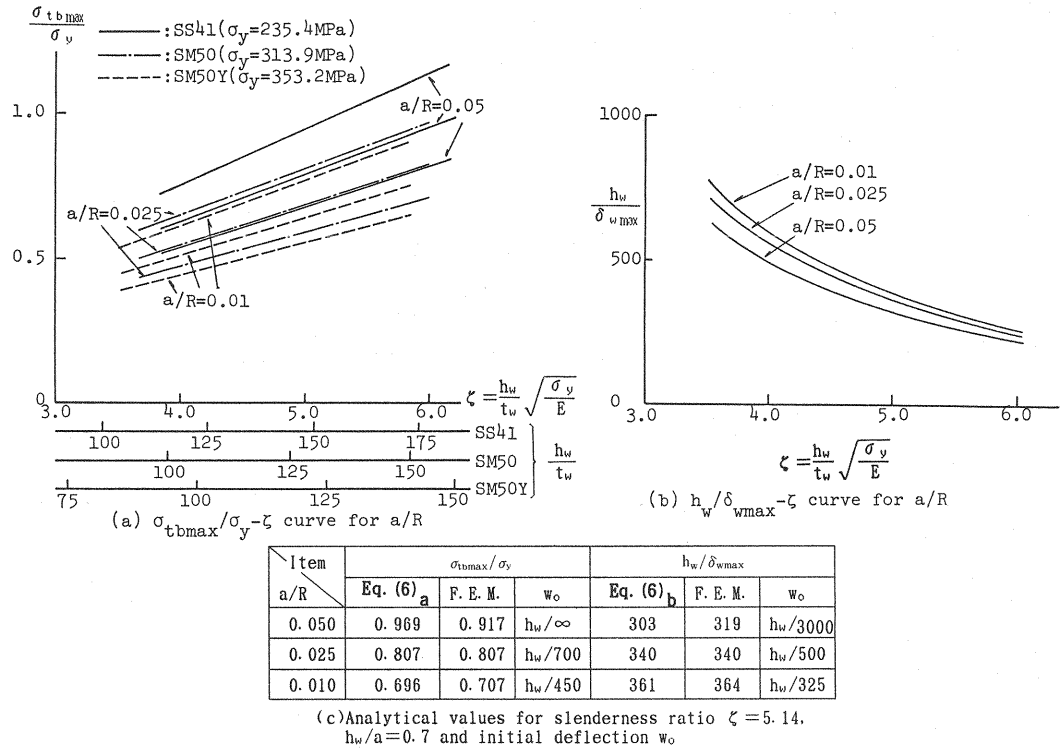 σtbmax/σy
:SS41(σy=235.4MPa)
:SM50(σy=313.9MPa)
:SM50Y(σy=353.2MPa)
1.0
0.5
0
a/R=0.05
a/R=0.025
a/R=0.01
3.0 4.0 5.0 6.0
ζ=hw/tw √σy/E
100 125 150 175 SS41
100 125 150 SM50
75 100 125 150 SM50Y
hw/tw
(a) σtbmax/σy-ζ curve for a/R
1000
hw/δwmax
500
0
a/R=0.01
a/R=0.025
a/R=0.05
3.0 4.0 5.0 6.0
ζ=hw/tw √σy/E
(b) hw/δwmax-ζ curve for a/R
Item σtbmax/σy hw/δwmax
a/R Eq. (6)a F. E. M. wo Eq. (6)b F. E. M. wo
0.050 0.969 0.917 hw/∞ 303 319 hw/3000
0.025 0.807 0.807 hw/700 340 340 hw/500
0.010 0.696 0.707 hw/450 361 364 hw/325
(c)Analytical values for slenderness ratio ζ=5.14,
hw/a=0.7 and initial deflection wo